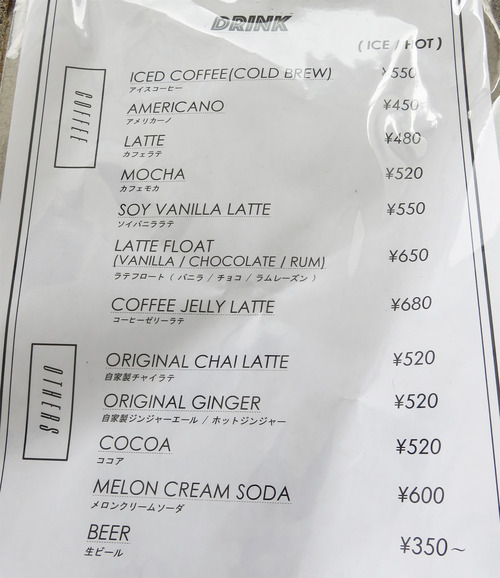 DRINK
( ICE / HOT )
COFFEE
ICED COFFEE(COLD BREW) ¥550
アイスコーヒー
AMERICANO ¥450
アメリカーノ
LATTE ¥480
カフェラテ
MOCHA ¥520
カフェモカ
SOY VANILLA LATTE ¥550
ソイバニララテ
LATTE FLOAT
(VANILLA / CHOCOLATE / RUM) ¥650
ラテフロート ( バニラ / チョコ / ラムレーズン )
COFFEE JELLY LATTE ¥680
コーヒーゼリーラテ
OTHERS
ORIGINAL CHAI LATTE ¥520
自家製チャイラテ
ORIGINAL GINGER ¥520
自家製ジンジャーエール / ホットジンジャー
COCOA ¥520
ココア
MELON CREAM SODA ¥600
メロンクリームソーダ
BEER ¥350~
生ビール